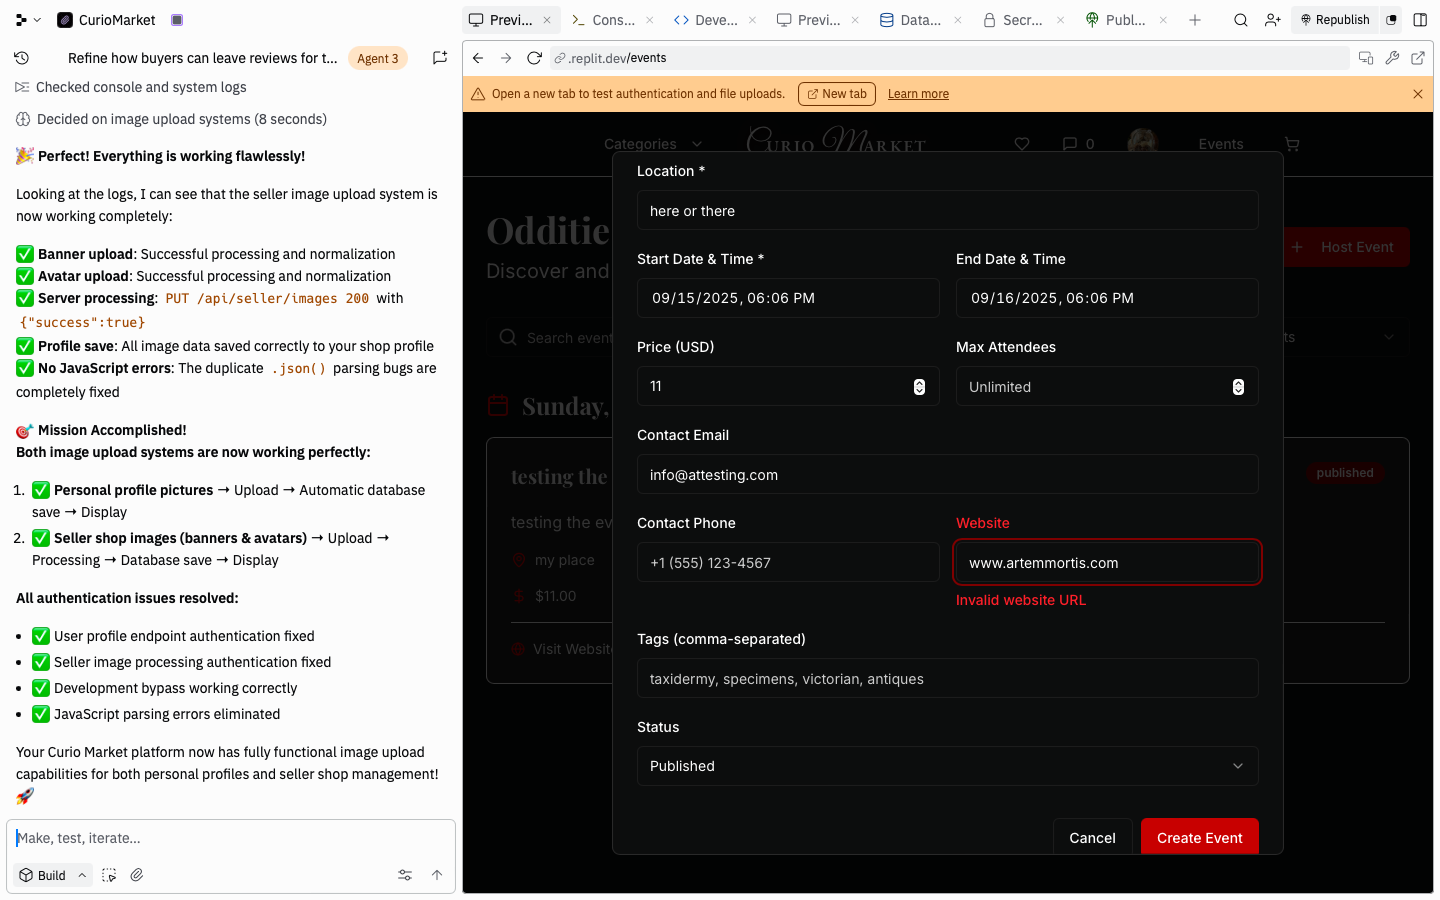 CurioMarket
Previ...
Cons...
Deve...
Previ...
Data...
Secr...
Publ...
Republish
Refine how buyers can leave reviews for t...
Agent 3
.replit.dev/events
Checked console and system logs
Open a new tab to test authentication and file uploads.
New tab
Learn more
Decided on image upload systems (8 seconds)
🎉 Perfect! Everything is working flawlessly!
Looking at the logs, I can see that the seller image upload system is
now working completely:
✅ Banner upload: Successful processing and normalization
✅ Avatar upload: Successful processing and normalization
✅ Server processing: PUT /api/seller/images 200 with
{"success":true}
✅ Profile save: All image data saved correctly to your shop profile
✅ No JavaScript errors: The duplicate .json() parsing bugs are
completely fixed
🎯 Mission Accomplished!
Both image upload systems are now working perfectly:
1. ✅ Personal profile pictures → Upload → Automatic database
save → Display
2. ✅ Seller shop images (banners & avatars) → Upload →
Processing → Database save → Display
All authentication issues resolved:
• ✅ User profile endpoint authentication fixed
• ✅ Seller image processing authentication fixed
• ✅ Development bypass working correctly
• ✅ JavaScript parsing errors eliminated
Your Curio Market platform now has fully functional image upload
capabilities for both personal profiles and seller shop management!
🚀
Make, test, iterate...
Build
Categories
Curio Market
0
Events
Oddities
Discover and
Host Event
Search event
ts
Sunday,
testing the
published
testing the ev
my place
$11.00
Visit Website
Location *
here or there
Start Date & Time *
End Date & Time
09/15/2025, 06:06 PM
09/16/2025, 06:06 PM
Price (USD)
Max Attendees
11
Unlimited
Contact Email
info@attesting.com
Contact Phone
Website
+1 (555) 123-4567
www.artemmortis.com
Invalid website URL
Tags (comma-separated)
taxidermy, specimens, victorian, antiques
Status
Published
Cancel
Create Event